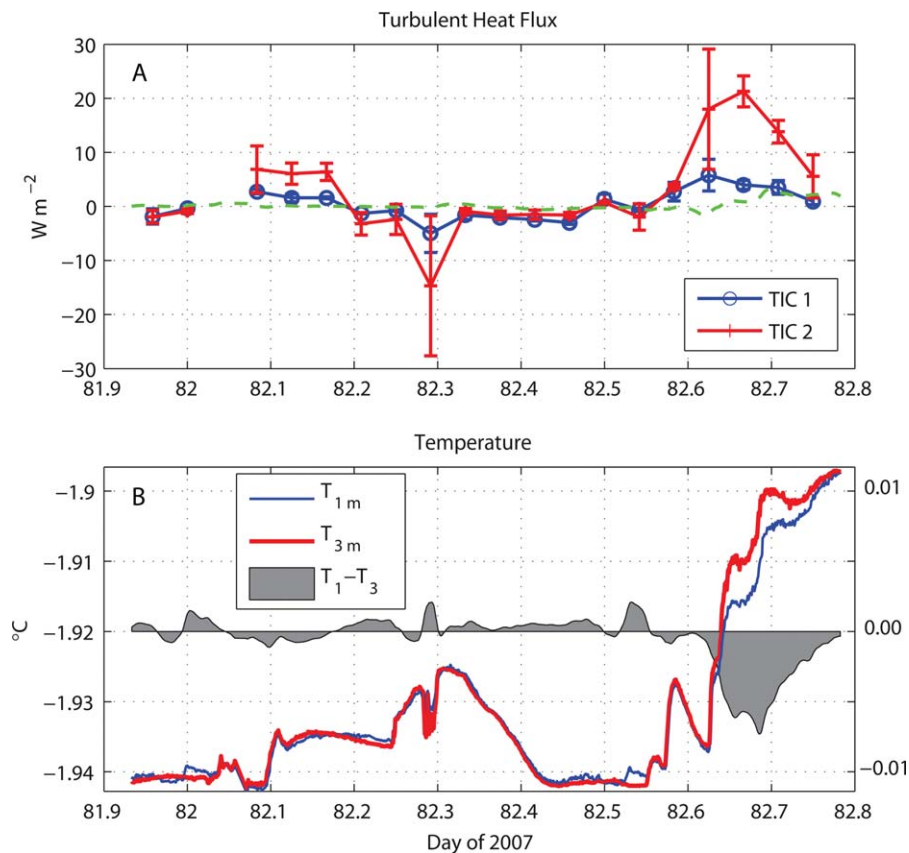 Turbulent Heat Flux
A
30
20
10
0
−10
−20
−30
W m−2
TIC 1
TIC 2
81.9 82 82.1 82.2 82.3 82.4 82.5 82.6 82.7 82.8
Temperature
B
T1 m
T3 m
T1−T3
−1.9
−1.91
−1.92
−1.93
−1.94
°C
0.01
0.00
−0.01
81.9 82 82.1 82.2 82.3 82.4 82.5 82.6 82.7 82.8
Day of 2007